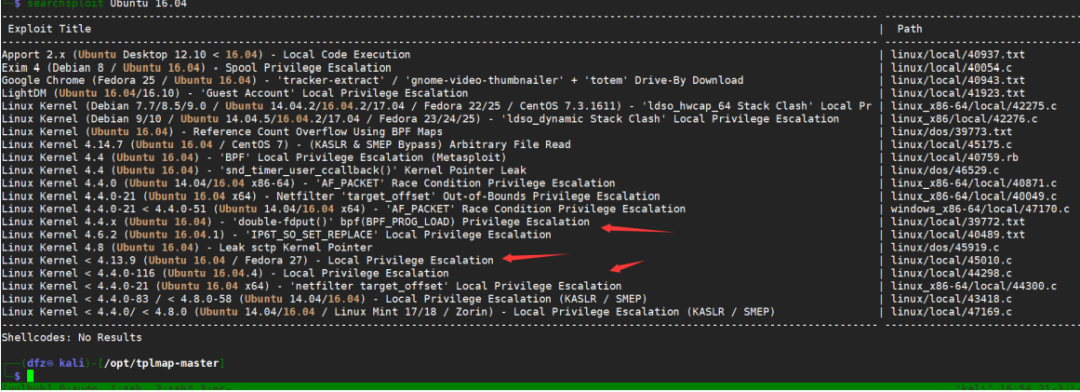 $ searchsploit Ubuntu 16.04
Exploit Title | Path
Apport 2.x (Ubuntu Desktop 12.10 < 16.04) - Local Code Execution | linux/local/40937.txt
Exim 4 (Debian 8 / Ubuntu 16.04) - Spool Privilege Escalation | linux/local/40054.c
Google Chrome (Fedora 25 / Ubuntu 16.04) - 'tracker-extract' / 'gnome-video-thumbnailer' + 'totem' Drive-By Download | linux/local/40943.txt
LightDM (Ubuntu 16.04/16.10) - 'Guest Account' Local Privilege Escalation | linux/local/41923.txt
Linux Kernel (Debian 7.7/8.5/9.0 / Ubuntu 14.04.2/16.04.2/17.04 / Fedora 22/25 / CentOS 7.3.1611) - 'ldso_hwcap_64 Stack Clash' Local Pr | linux_x86-64/local/42275.c
Linux Kernel (Debian 9/10 / Ubuntu 14.04.5/16.04.2/17.04 / Fedora 23/24/25) - 'ldso_dynamic Stack Clash' Local Privilege Escalation | linux_x86/local/42276.c
Linux Kernel (Ubuntu 16.04) - Reference Count Overflow Using BPF Maps | linux/dos/39773.txt
Linux Kernel 4.14.7 (Ubuntu 16.04 / CentOS 7) - (KASLR & SMEP Bypass) Arbitrary File Read | linux/local/45175.c
Linux Kernel 4.4 (Ubuntu 16.04) - 'BPF' Local Privilege Escalation (Metasploit) | linux/local/40759.rb
Linux Kernel 4.4 (Ubuntu 16.04) - 'snd_timer_user_ccallback()' Kernel Pointer Leak | linux/dos/46529.c
Linux Kernel 4.4.0 (Ubuntu 14.04/16.04 x86-64) - 'AF_PACKET' Race Condition Privilege Escalation | linux_x86-64/local/40871.c
Linux Kernel 4.4.0-21 (Ubuntu 16.04 x64) - Netfilter 'target_offset' Out-of-Bounds Privilege Escalation | linux_x86-64/local/40049.c
Linux Kernel 4.4.0-21 < 4.4.0-51 (Ubuntu 14.04/16.04 x64) - 'AF_PACKET' Race Condition Privilege Escalation | windows_x86-64/local/47170.c
Linux Kernel 4.4.x (Ubuntu 16.04) - 'double-fdput()' bpf(BPF_PROG_LOAD) Privilege Escalation | linux/local/39772.txt
Linux Kernel 4.6.2 (Ubuntu 16.04.1) - 'IP6T_SO_SET_REPLACE' Local Privilege Escalation | linux/local/40489.txt
Linux Kernel 4.8 (Ubuntu 16.04) - Leak sctp Kernel Pointer | linux/dos/45919.c
Linux Kernel < 4.13.9 (Ubuntu 16.04 / Fedora 27) - Local Privilege Escalation | linux/local/45010.c
Linux Kernel < 4.4.0-116 (Ubuntu 16.04.4) - Local Privilege Escalation | linux/local/44298.c
Linux Kernel < 4.4.0-21 (Ubuntu 16.04 x64) - 'netfilter target_offset' Local Privilege Escalation | linux_x86-64/local/44300.c
Linux Kernel < 4.4.0-83 / < 4.8.0-58 (Ubuntu 14.04/16.04) - Local Privilege Escalation (KASLR / SMEP) | linux/local/43418.c
Linux Kernel < 4.4.0/ < 4.8.0 (Ubuntu 14.04/16.04 / Linux Mint 17/18 / Zorin) - Local Privilege Escalation (KASLR / SMEP) | linux/local/47169.c
Shellcodes: No Results
(dfz㉿kali)-[/opt/tplmap-master]
$